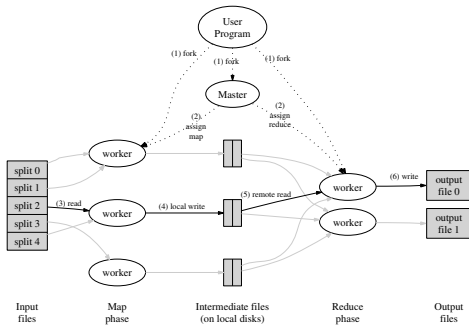 User
Program
(1) fork
(1) fork
(1) fork
Master
(2)
assign
map
(2)
assign
reduce
worker
split 0
split 1
split 2
split 3
split 4
(3) read
worker
(4) local write
(5) remote read
worker
(6) write
output
file 0
worker
output
file 1
worker
Input
files
Map
phase
Intermediate files
(on local disks)
Reduce
phase
Output
files